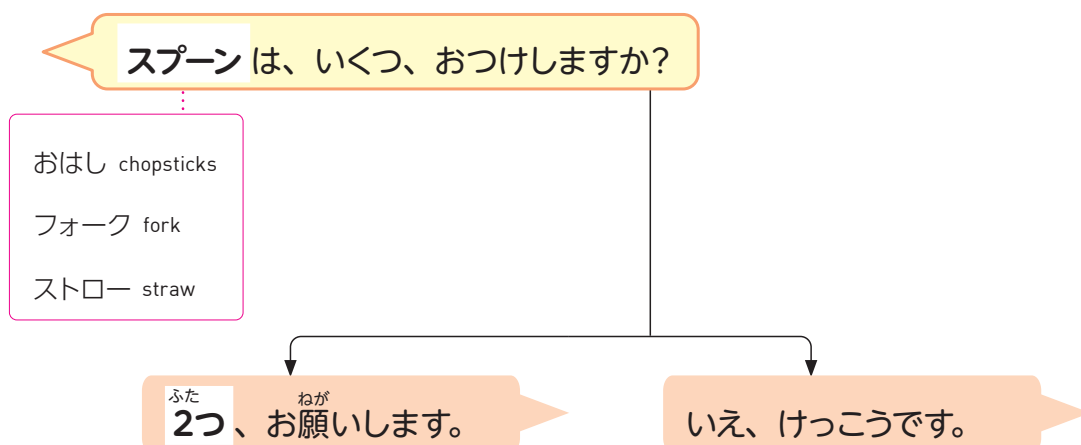 スプーンは、いくつ、おつけしますか？
おはし chopsticks
フォーク fork
ストロー straw
ふた
2つ、お願いします。
ねが
いえ、けっこうです。